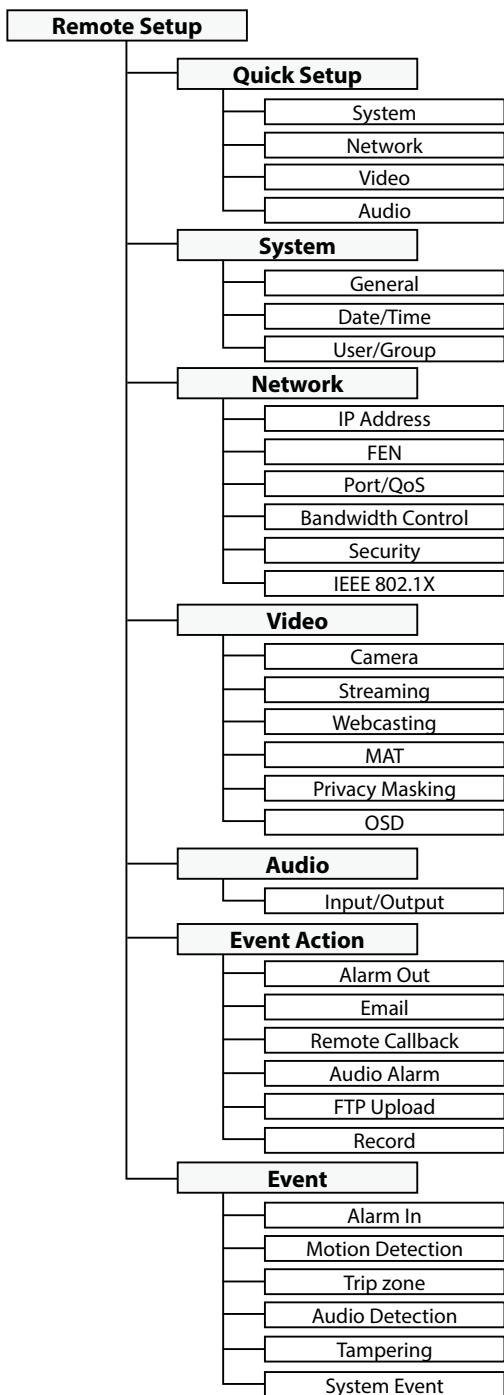 Remote Setup
Quick Setup
System
Network
Video
Audio
System
General
Date/Time
User/Group
Network
IP Address
FEN
Port/QoS
Bandwidth Control
Security
IEEE 802.1X
Video
Camera
Streaming
Webcasting
MAT
Privacy Masking
OSD
Audio
Input/Output
Event Action
Alarm Out
Email
Remote Callback
Audio Alarm
FTP Upload
Record
Event
Alarm In
Motion Detection
Trip zone
Audio Detection
Tampering
System Event